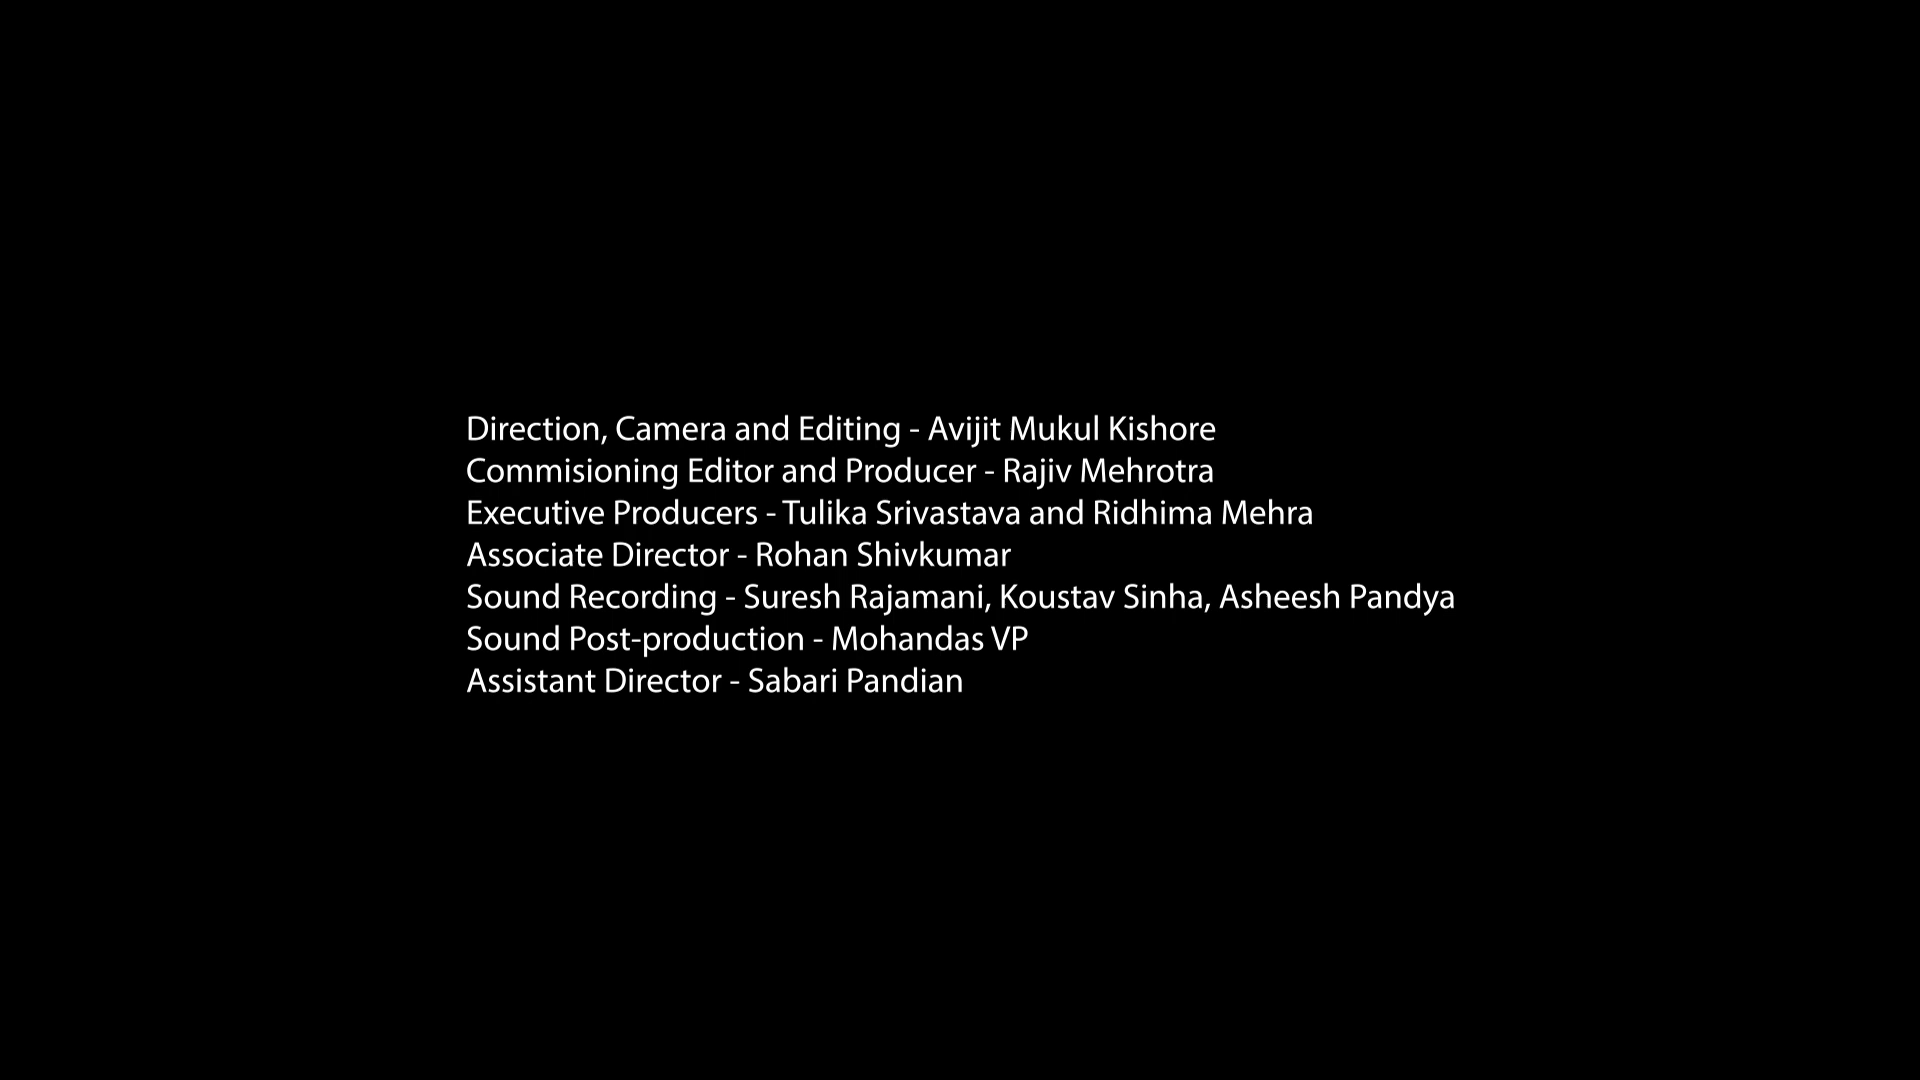 Direction, Camera and Editing - Avijit Mukul Kishore
Commisioning Editor and Producer - Rajiv Mehrotra
Executive Producers - Tulika Srivastava and Ridhima Mehra
Associate Director - Rohan Shivkumar
Sound Recording - Suresh Rajamani, Koustav Sinha, Asheesh Pandya
Sound Post-production - Mohandas VP
Assistant Director - Sabari Pandian